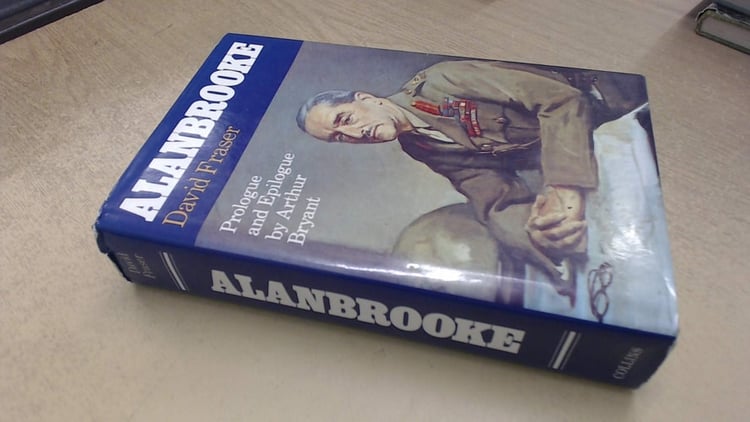 ALANBROOKE
David Fraser
Prologue
and Epilogue
by Arthur
Bryant
David
Fraser
ALANBROOKE
COLLINS